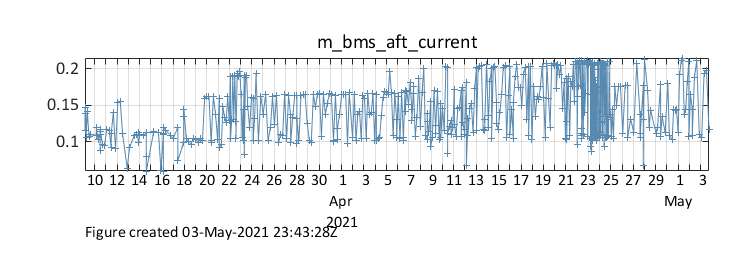 m_bms_aft_current
0.2
0.15
0.1
10 12 14 16 18 20 22 24 26 28 30 1 3 5 7 9 11 13 15 17 19 21 23 25 27 29 1 3
Apr May
2021
Figure created 03-May-2021 23:43:28Z